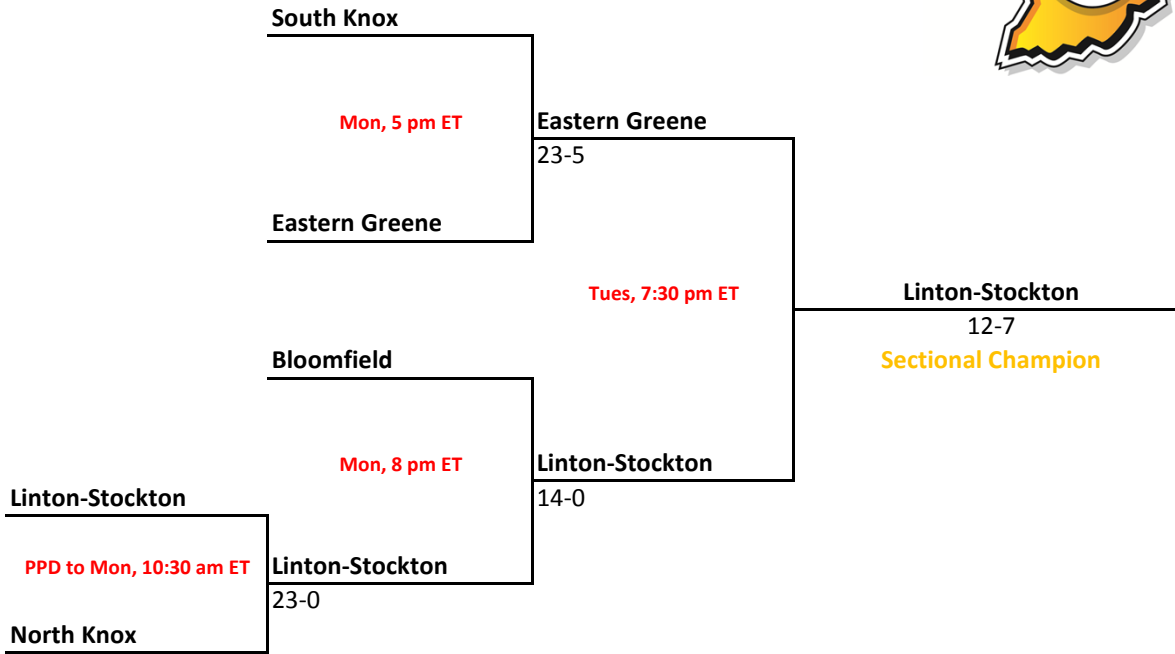 South Knox
Mon, 5 pm ET
Eastern Greene
23-5
Eastern Greene
Tues, 7:30 pm ET
Linton-Stockton
12-7
Sectional Champion
Bloomfield
Mon, 8 pm ET
Linton-Stockton
14-0
Linton-Stockton
PPD to Mon, 10:30 am ET
Linton-Stockton
23-0
North Knox